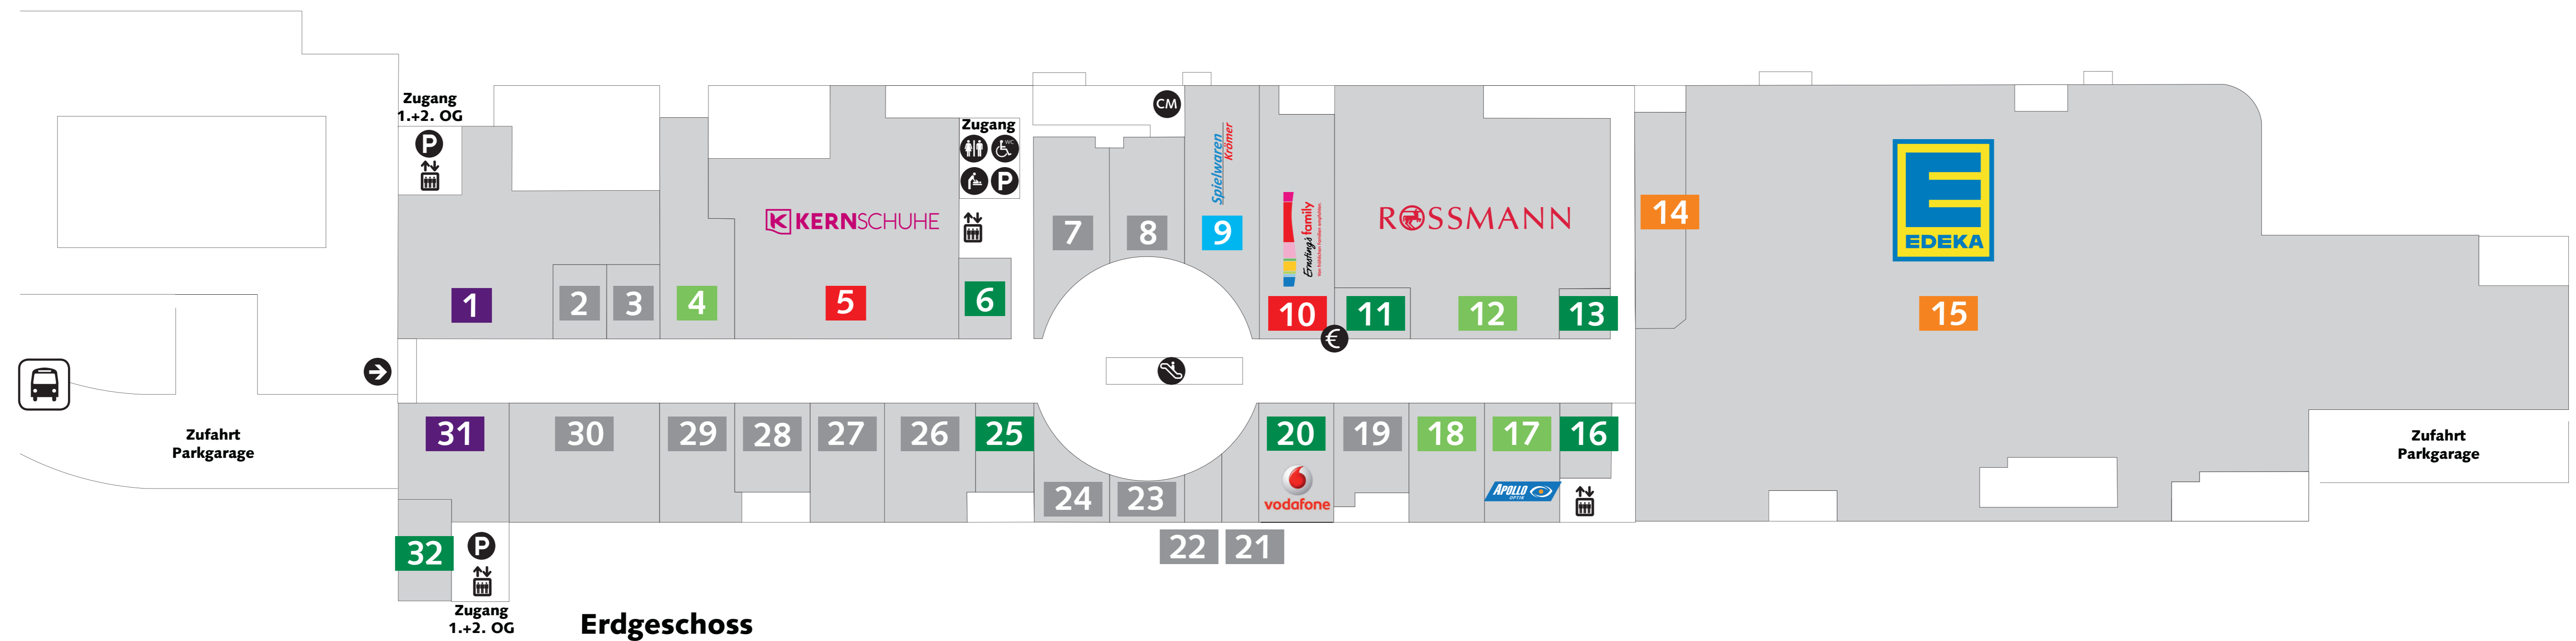 Zugang
1.+2. OG
P
CM
Zugang
WC
P
Spielwaren
Krömer
KERNSCHUHE
Ernsting's family
ROSSMANN
E
EDEKA
1
2
3
4
5
6
7
8
9
10
11
12
13
14
15
€
Zufahrt
Parkgarage
31
30
29
28
27
26
25
24
23
22
21
20
vodafone
19
18
17
APOLLO
OPTIK
16
Zufahrt
Parkgarage
32
P
Zugang
1.+2. OG
Erdgeschoss